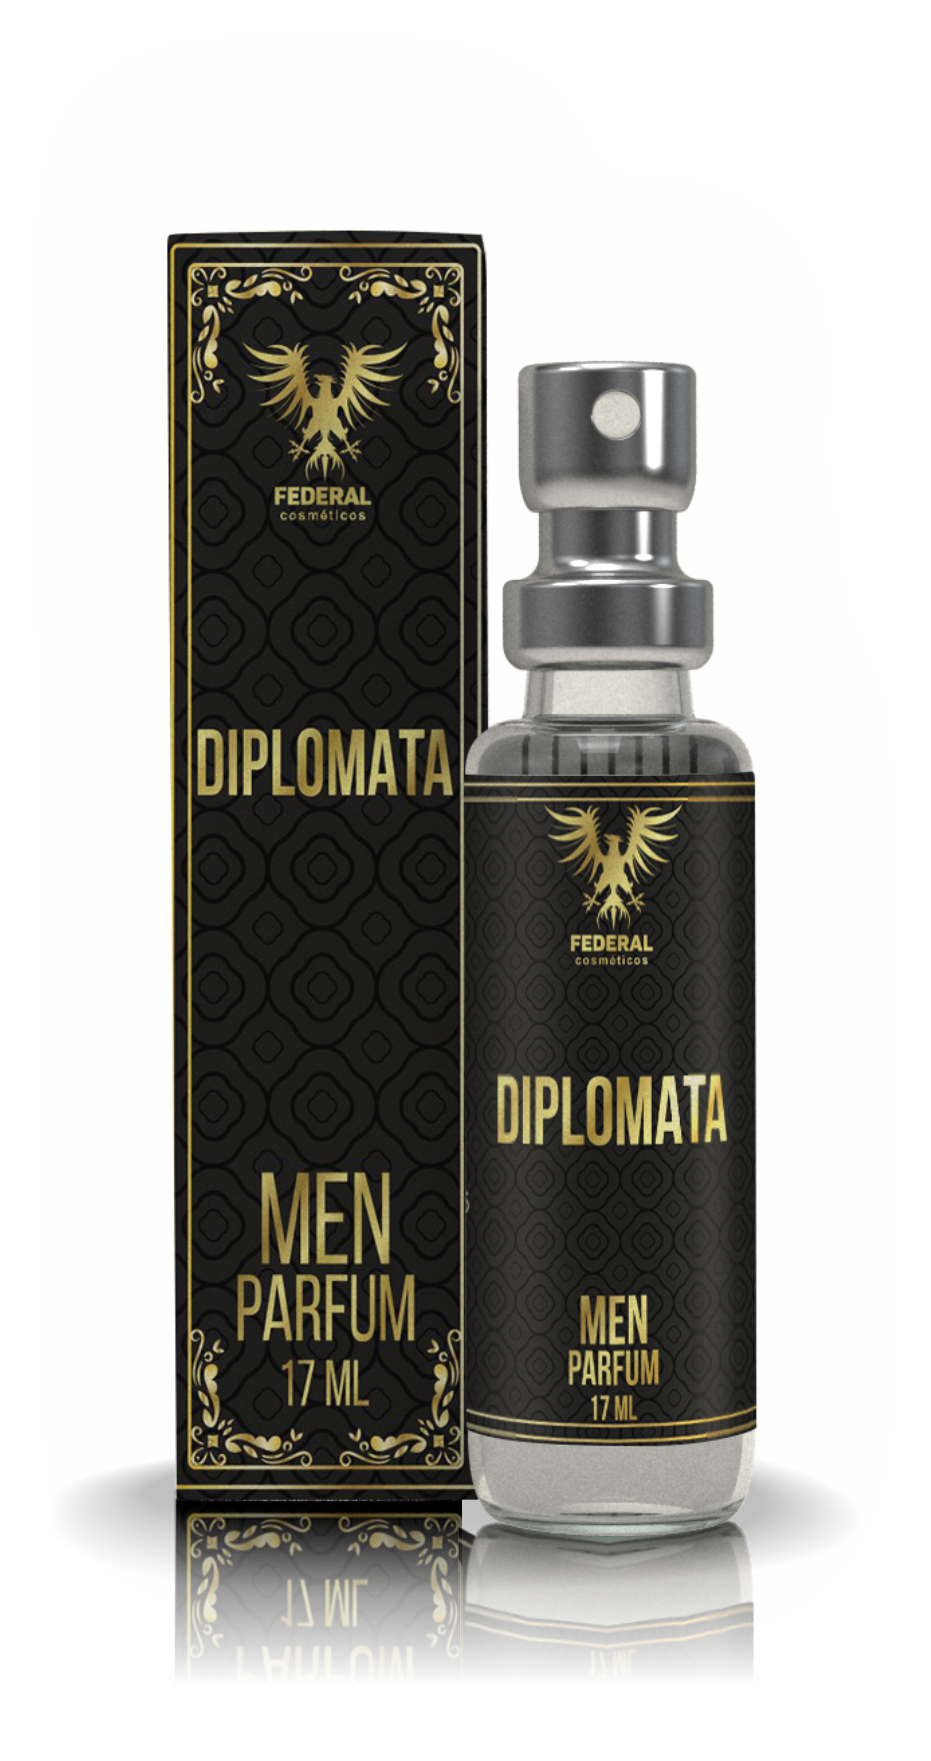 FEDERAL
cosméticos
DIPLOMATA
MEN
PARFUM
17 ML
FEDERAL
cosméticos
DIPLOMATA
MEN
PARFUM
17 ML